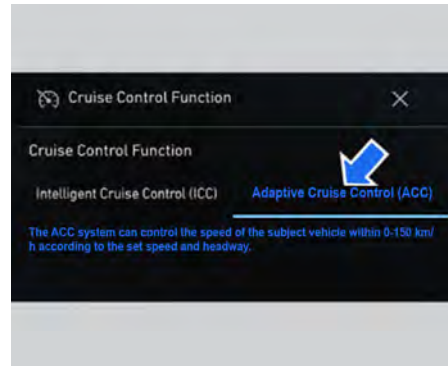 Cruise Control Function
Cruise Control Function
Intelligent Cruise Control (ICC)
Adaptive Cruise Control (ACC)
The ACC system can control the speed of the subject vehicle within 0-150 km/
h according to the set speed and headway.